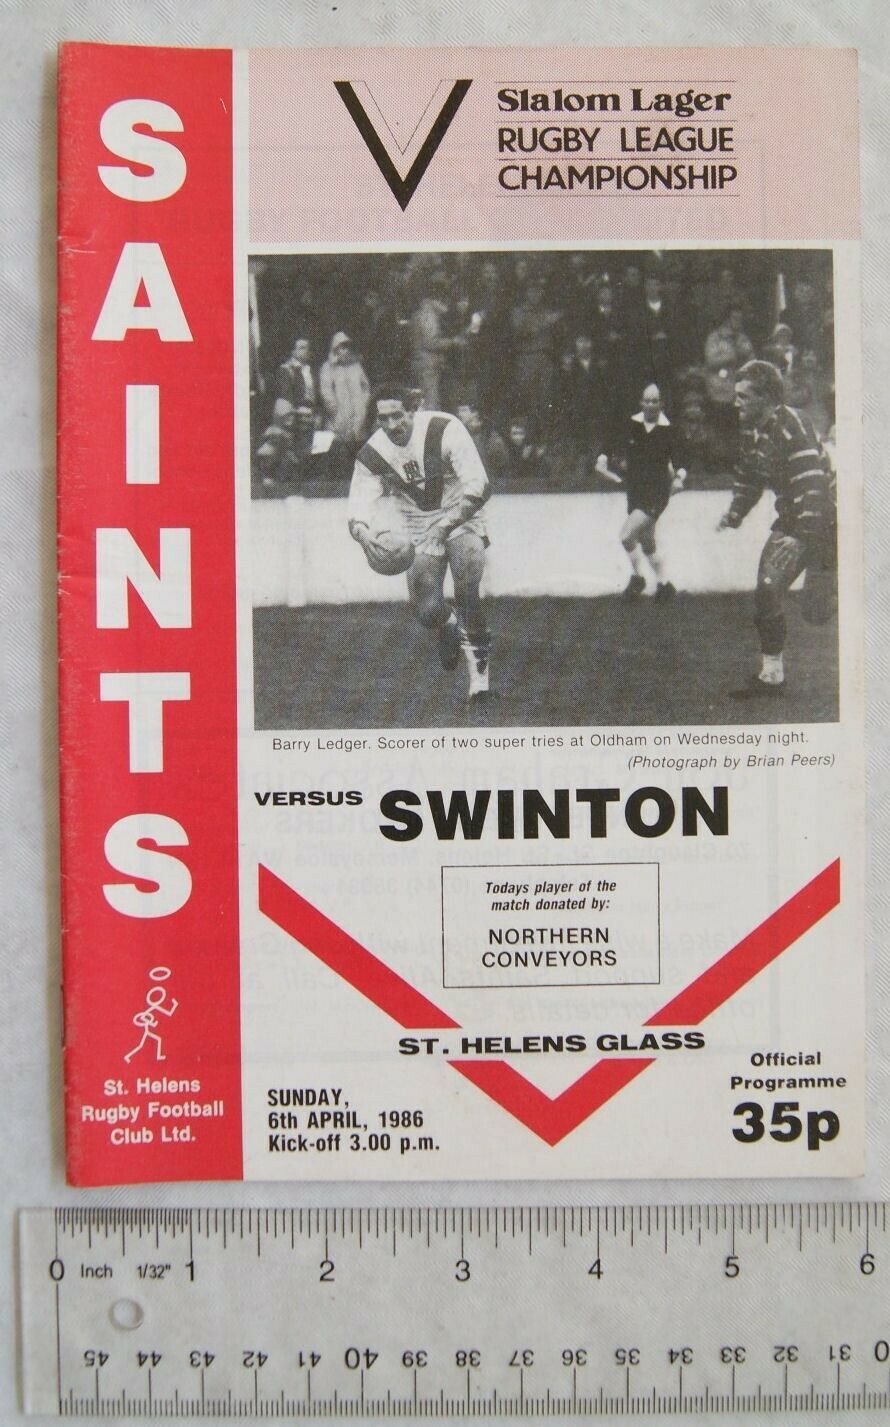 SAINTS
Slalom Lager
RUGBY LEAGUE
CHAMPIONSHIP
Barry Ledger. Scorer of two super tries at Oldham on Wednesday night.
(Photograph by Brian Peers)
VERSUS SWINTON
Todays player of the
match donated by:
NORTHERN
CONVEYORS
ST. HELENS GLASS
St. Helens
Rugby Football
Club Ltd.
SUNDAY,
6th APRIL, 1986
Kick-off 3.00 p.m.
Official
Programme
35p
0 Inch 1/32" 1 2 3 4 5 6
45 44 43 42 41 40 39 38 37 36 35 34 33 32 31 30